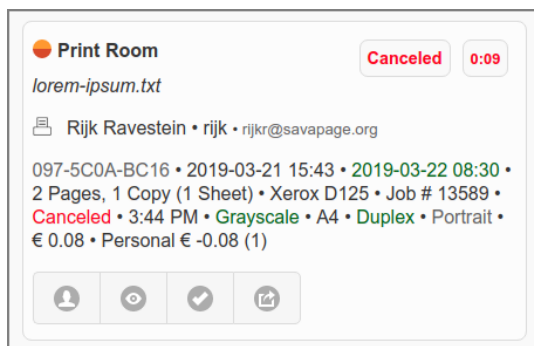 Print Room Canceled 0:09
lorem-ipsum.txt
Rijk Ravestein • rijk • rijkr@savapage.org
097-5C0A-BC16 • 2019-03-21 15:43 • 2019-03-22 08:30 •
2 Pages, 1 Copy (1 Sheet) • Xerox D125 • Job # 13589 •
Canceled • 3:44 PM • Grayscale • A4 • Duplex • Portrait •
€ 0.08 • Personal € -0.08 (1)